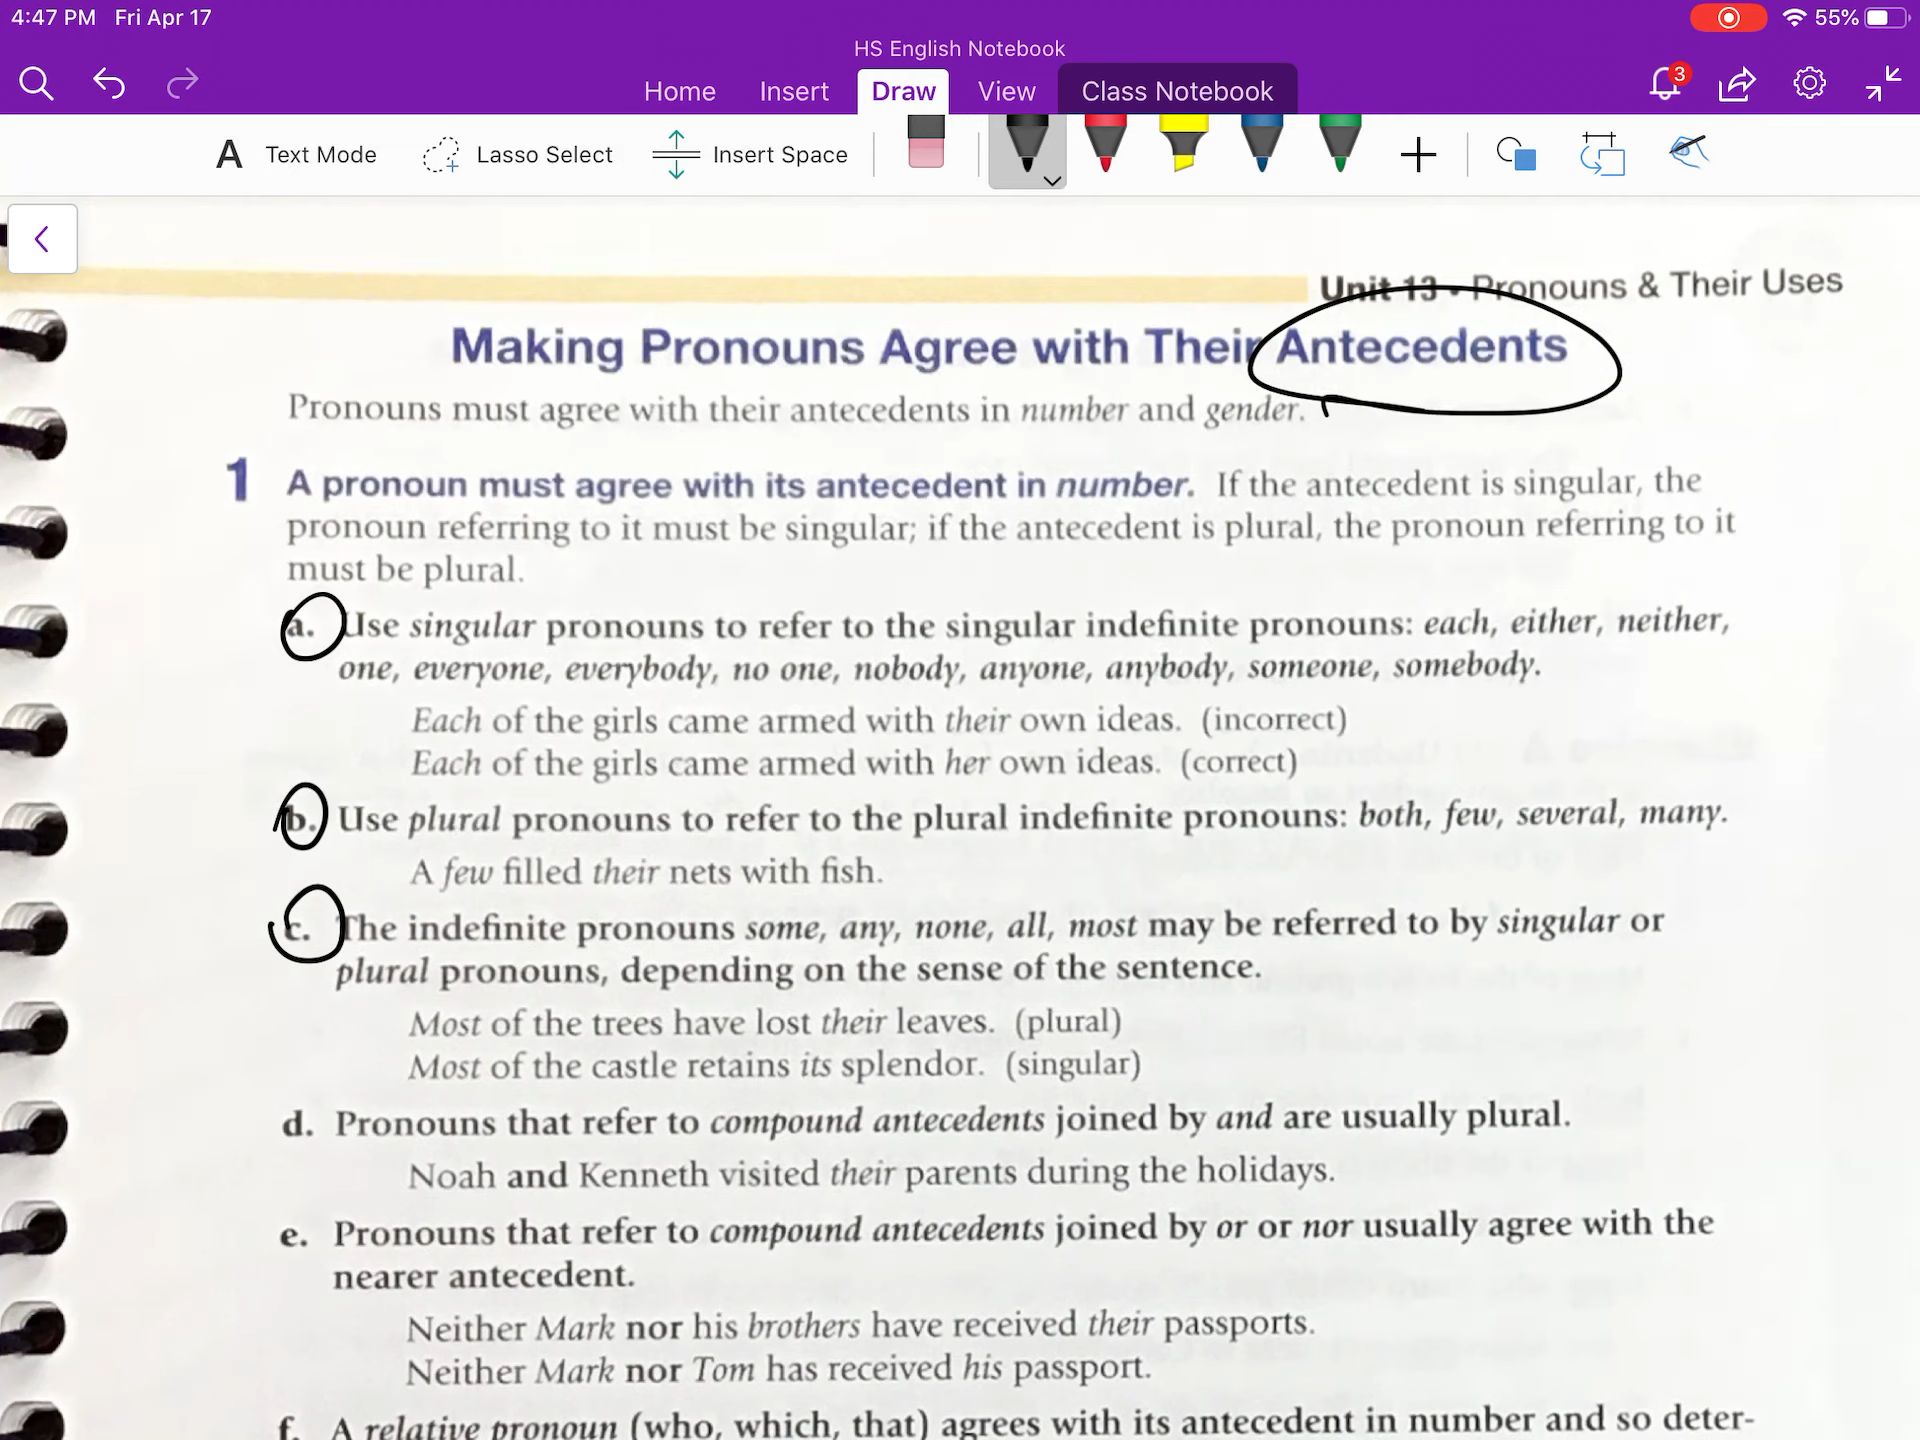 4:47 PM Fri Apr 17
55%
HS English Notebook
Home Insert Draw View Class Notebook
3
A Text Mode Lasso Select Insert Space
Unit 13 • Pronouns & Their Uses
Making Pronouns Agree with Their Antecedents
Pronouns must agree with their antecedents in number and gender.
1 A pronoun must agree with its antecedent in number. If the antecedent is singular, the
pronoun referring to it must be singular; if the antecedent is plural, the pronoun referring to it
must be plural.
a. Use singular pronouns to refer to the singular indefinite pronouns: each, either, neither,
one, everyone, everybody, no one, nobody, anyone, anybody, someone, somebody.
Each of the girls came armed with their own ideas. (incorrect)
Each of the girls came armed with her own ideas. (correct)
b. Use plural pronouns to refer to the plural indefinite pronouns: both, few, several, many.
A few filled their nets with fish.
c. The indefinite pronouns some, any, none, all, most may be referred to by singular or
plural pronouns, depending on the sense of the sentence.
Most of the trees have lost their leaves. (plural)
Most of the castle retains its splendor. (singular)
d. Pronouns that refer to compound antecedents joined by and are usually plural.
Noah and Kenneth visited their parents during the holidays.
e. Pronouns that refer to compound antecedents joined by or or nor usually agree with the
nearer antecedent.
Neither Mark nor his brothers have received their passports.
Neither Mark nor Tom has received his passport.
f. A relative pronoun (who, which, that) agrees with its antecedent in number and so deter-